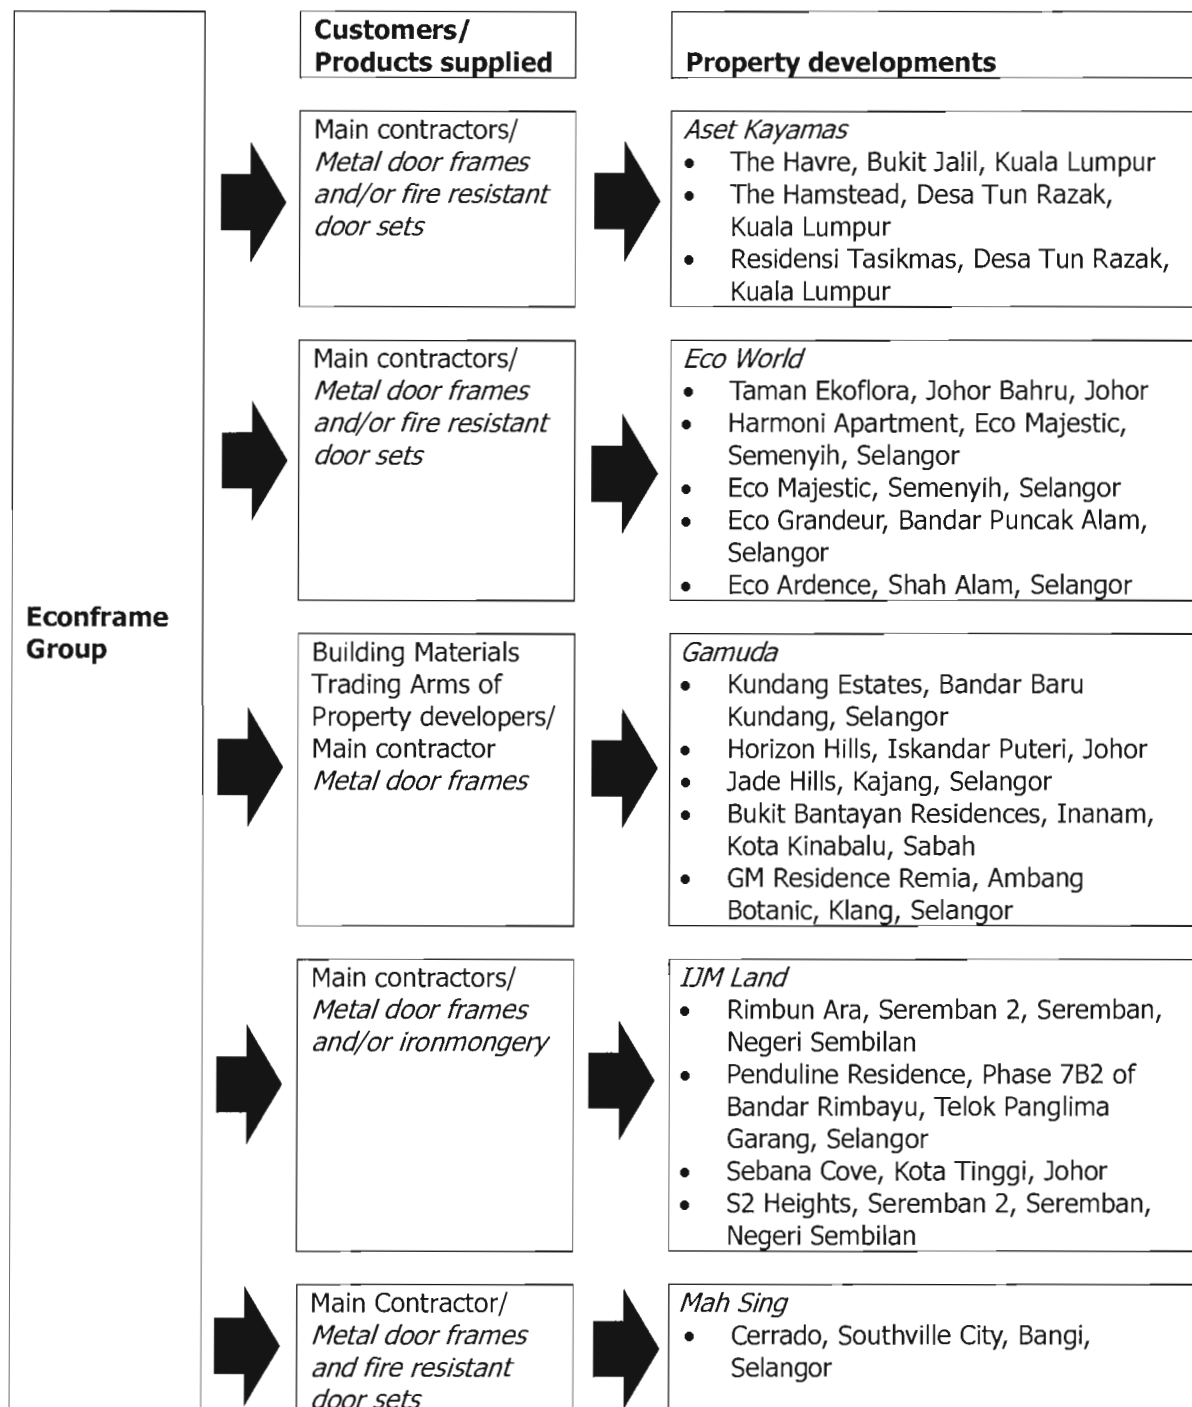 Customers/
Products supplied
Property developments
Econframe
Group
Main contractors/
Metal door frames
and/or fire resistant
door sets
Aset Kayamas
• The Havre, Bukit Jalil, Kuala Lumpur
• The Hamstead, Desa Tun Razak,
Kuala Lumpur
• Residensi Tasikmas, Desa Tun Razak,
Kuala Lumpur
Main contractors/
Metal door frames
and/or fire resistant
door sets
Eco World
• Taman Ekoflora, Johor Bahru, Johor
• Harmoni Apartment, Eco Majestic,
Semenyih, Selangor
• Eco Majestic, Semenyih, Selangor
• Eco Grandeur, Bandar Puncak Alam,
Selangor
• Eco Ardence, Shah Alam, Selangor
Building Materials
Trading Arms of
Property developers/
Main contractor
Metal door frames
Gamuda
• Kundang Estates, Bandar Baru
Kundang, Selangor
• Horizon Hills, Iskandar Puteri, Johor
• Jade Hills, Kajang, Selangor
• Bukit Bantayan Residences, Inanam,
Kota Kinabalu, Sabah
• GM Residence Remia, Ambang
Botanic, Klang, Selangor
Main contractors/
Metal door frames
and/or ironmongery
IJM Land
• Rimbun Ara, Seremban 2, Seremban,
Negeri Sembilan
• Penduline Residence, Phase 7B2 of
Bandar Rimbayu, Telok Panglima
Garang, Selangor
• Sebana Cove, Kota Tinggi, Johor
• S2 Heights, Seremban 2, Seremban,
Negeri Sembilan
Main Contractor/
Metal door frames
and fire resistant
door sets
Mah Sing
• Cerrado, Southville City, Bangi,
Selangor